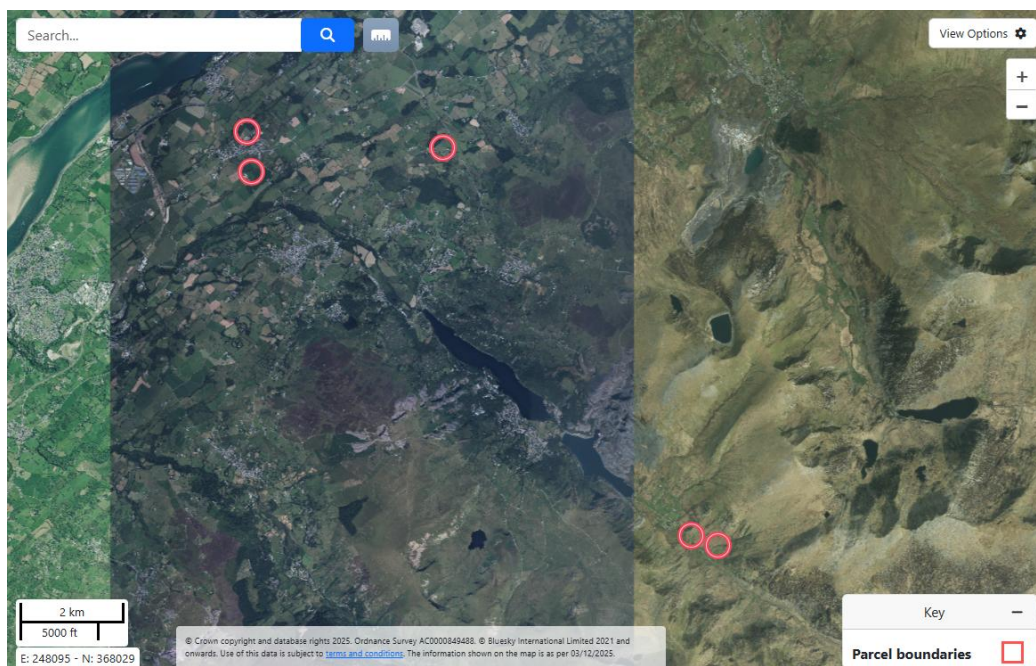 Search...
View Options
+
−
2 km
5000 ft
E: 248095 - N: 368029
© Crown copyright and database rights 2025. Ordnance Survey AC0000849488. © Bluesky International Limited 2021 and
onwards. Use of this data is subject to terms and conditions. The information shown on the map is as per 03/12/2025.
Key
−
Parcel boundaries